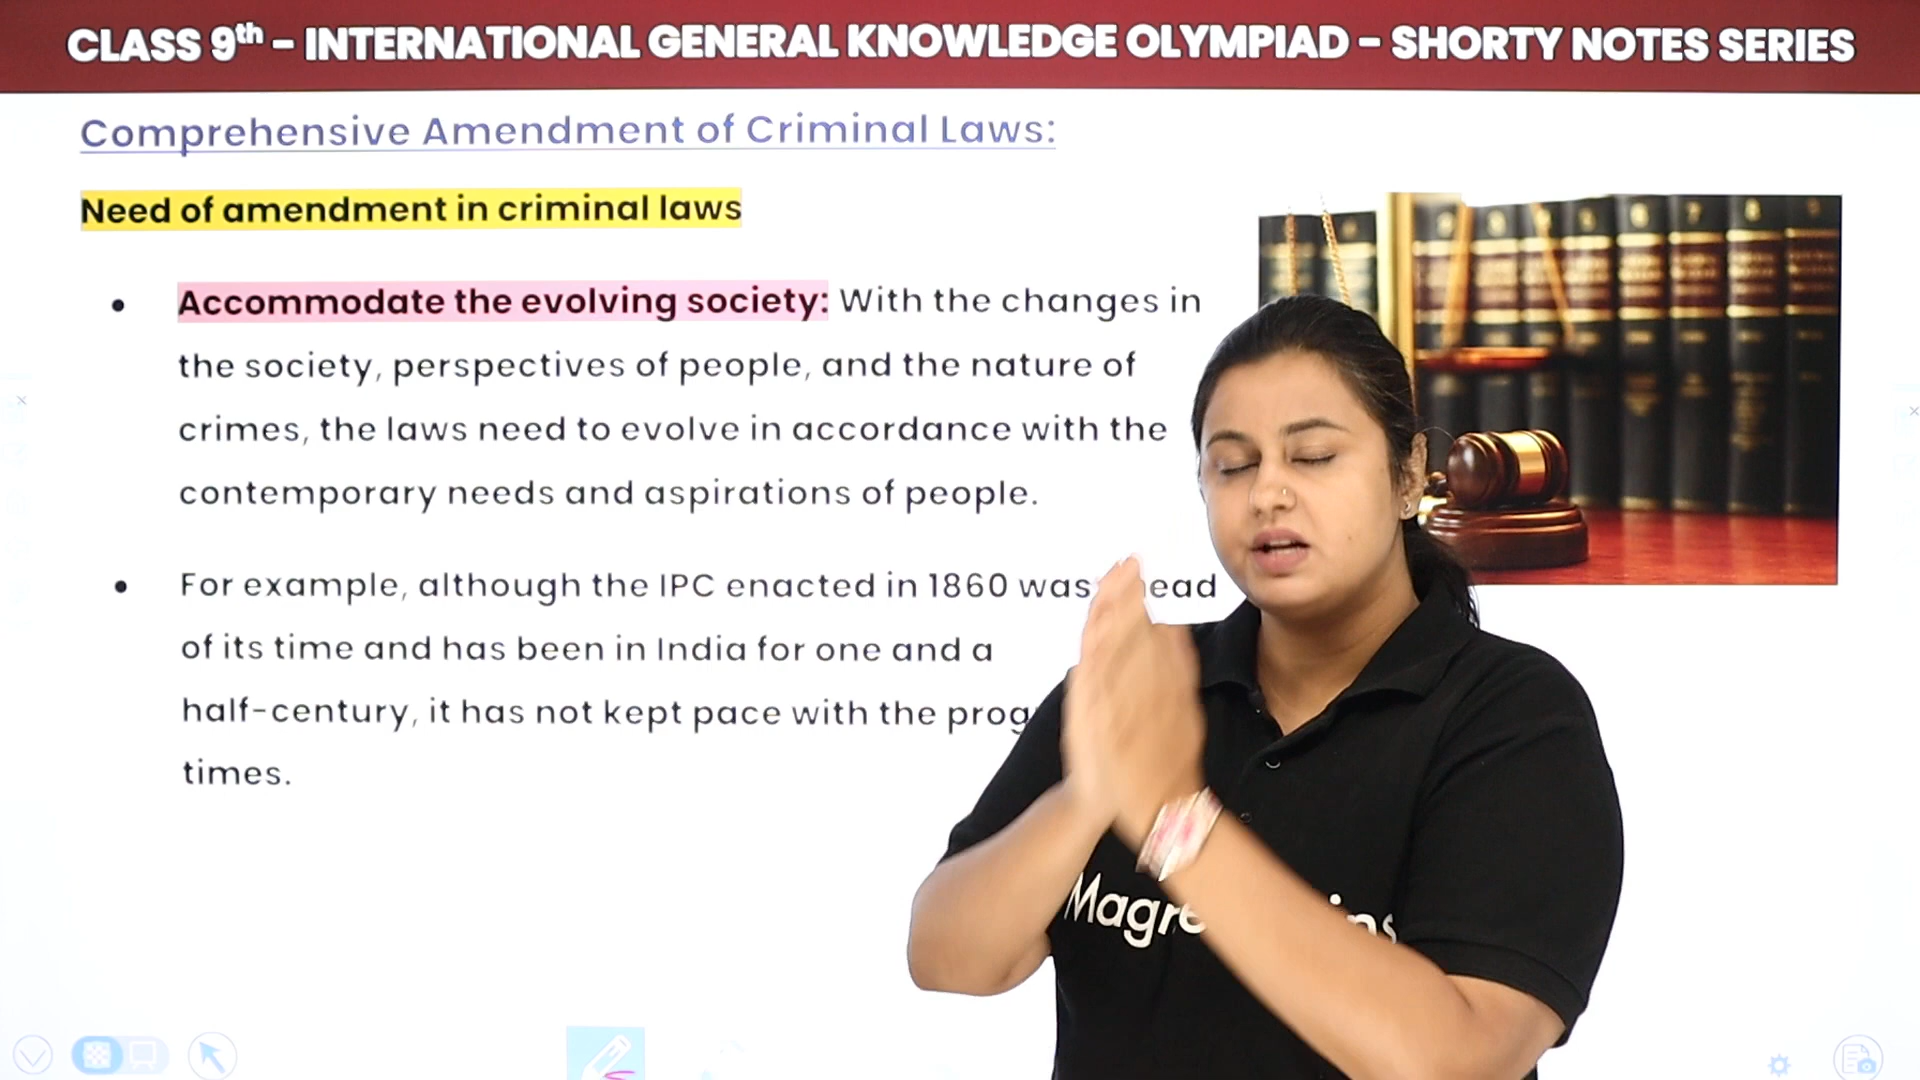 CLASS 9th - INTERNATIONAL GENERAL KNOWLEDGE OLYMPIAD - SHORTY NOTES SERIES
Comprehensive Amendment of Criminal Laws:
Need of amendment in criminal laws
• Accommodate the evolving society: With the changes in
the society, perspectives of people, and the nature of
crimes, the laws need to evolve in accordance with the
contemporary needs and aspirations of people.
• For example, although the IPC enacted in 1860 was
of its time and has been in India for one and a
half-century, it has not kept pace with the
times.